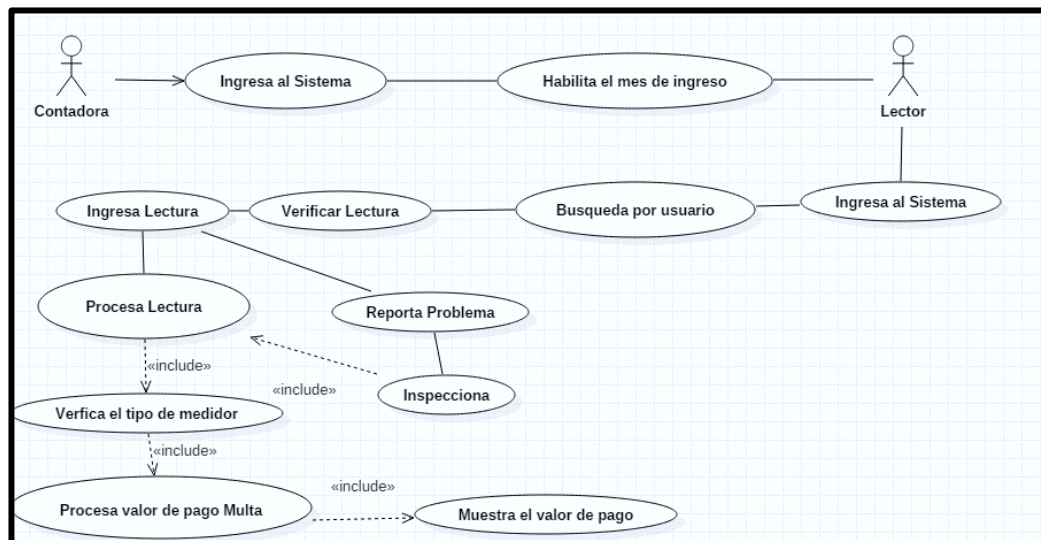 Ingresa al Sistema
Habilita el mes de ingreso
Contadora
Lector
Ingresa Lectura
Verificar Lectura
Busqueda por usuario
Ingresa al Sistema
Procesa Lectura
Reporta Problema
«include»
«include»
Inspecciona
Verfica el tipo de medidor
«include»
«include»
Procesa valor de pago Multa
Muestra el valor de pago